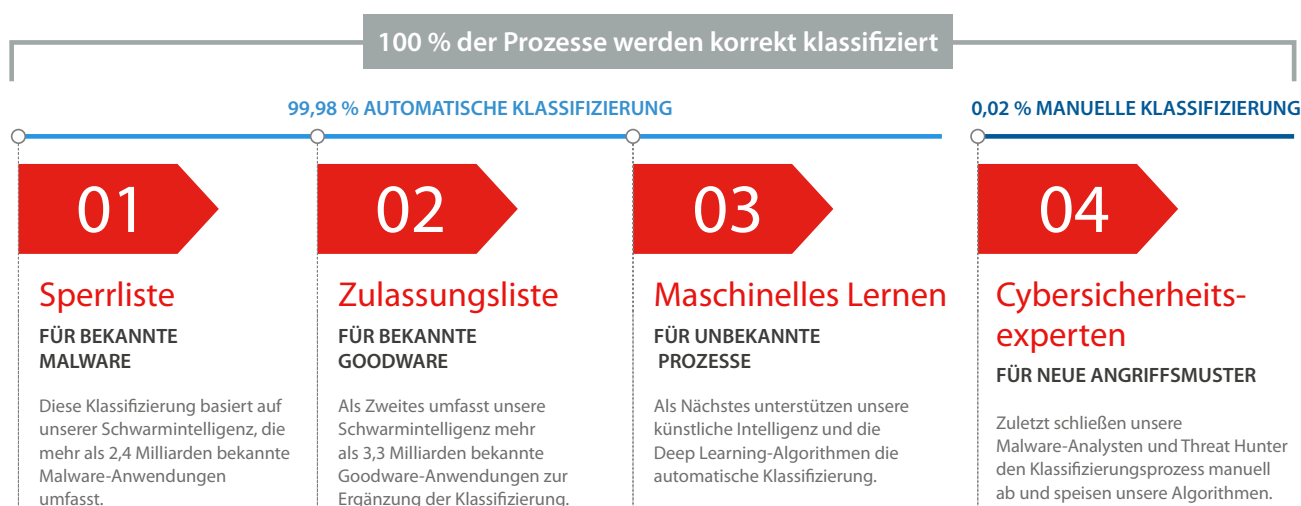 100 % der Prozesse werden korrekt klassifiziert
99,98 % AUTOMATISCHE KLASSIFIZIERUNG
0,02 % MANUELLE KLASSIFIZIERUNG
01
Sperrliste
FÜR BEKANNTE
MALWARE
Diese Klassifizierung basiert auf
unserer Schwarmintelligenz, die
mehr als 2,4 Milliarden bekannte
Malware-Anwendungen
umfasst.
02
Zulassungsliste
FÜR BEKANNTE
GOODWARE
Als Zweites umfasst unsere
Schwarmintelligenz mehr
als 3,3 Milliarden bekannte
Goodware-Anwendungen zur
Ergänzung der Klassifizierung.
03
Maschinelles Lernen
FÜR UNBEKANNTE
PROZESSE
Als Nächstes unterstützen unsere
künstliche Intelligenz und die
Deep Learning-Algorithmen die
automatische Klassifizierung.
04
Cybersicherheits-
experten
FÜR NEUE ANGRIFFSMUSTER
Zuletzt schließen unsere
Malware-Analysten und Threat Hunter
den Klassifizierungsprozess manuell
ab und speisen unsere Algorithmen.